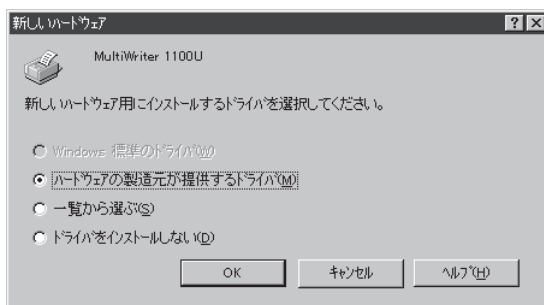 新しいハードウェア
MultiWriter 1100U
新しいハードウェア用にインストールするドライバを選択してください。
Windows 標準のドライバ(W)
ハードウェアの製造元が提供するドライバ(M)
一覧から選ぶ(S)
ドライバをインストールしない(D)
OK キャンセル ヘルプ(H)